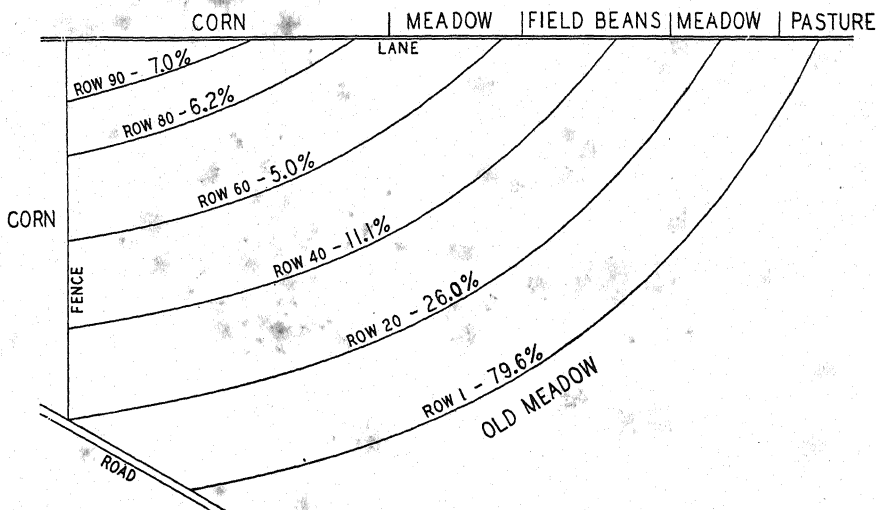 CORN | MEADOW | FIELD BEANS | MEADOW | PASTURE
LANE
ROW 90 - 7.0%
ROW 80 - 6.2%
ROW 60 - 5.0%
CORN
ROW 40 - 11.1%
FENCE
ROW 20 - 26.0%
ROW 1 - 79.6%
OLD MEADOW
ROAD